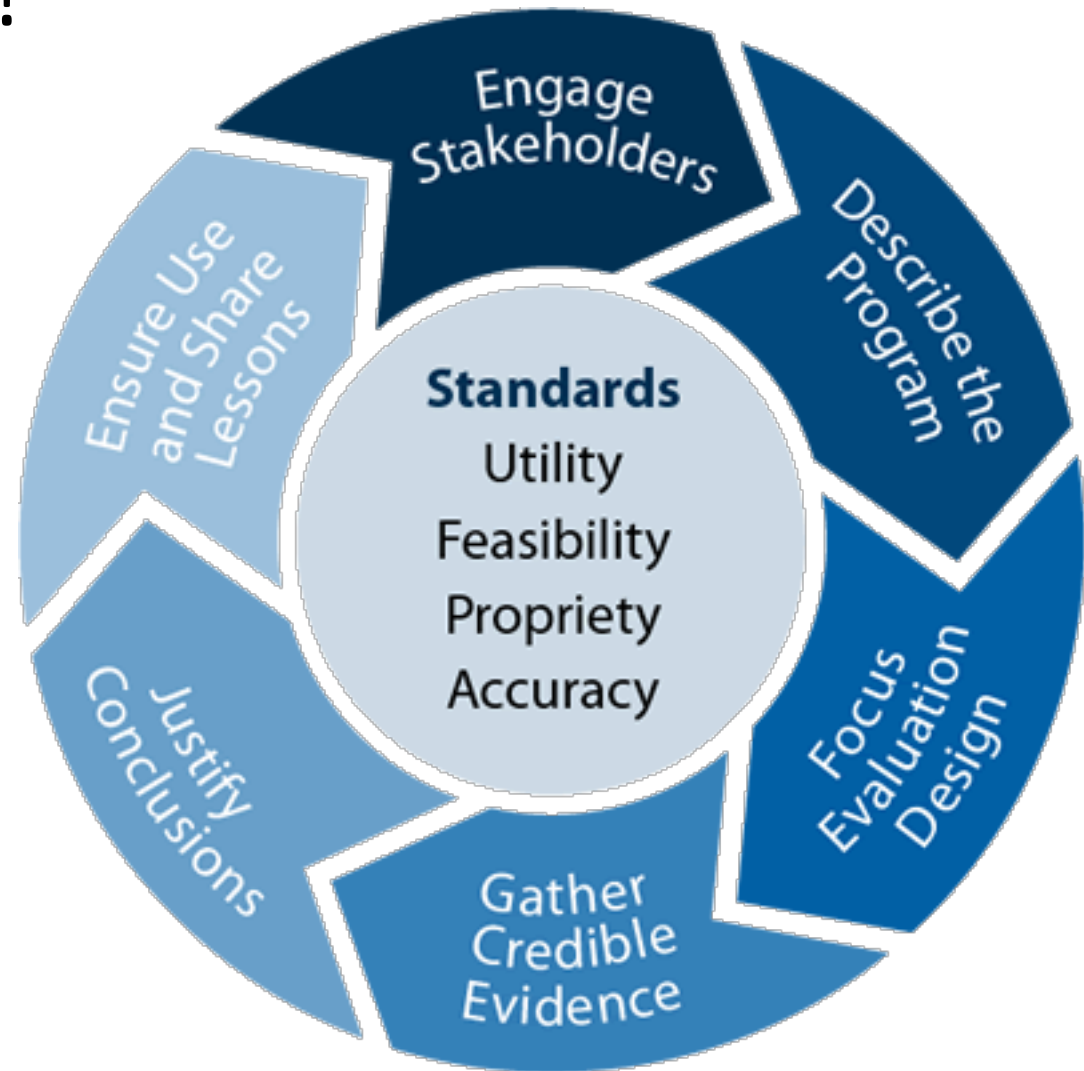 Engage
Stakeholders
Describe the
Program
Focus
Evaluation
Design
Gather
Credible
Evidence
Justify
Conclusions
Ensure Use
and Share
Lessons
Standards
Utility
Feasibility
Propriety
Accuracy